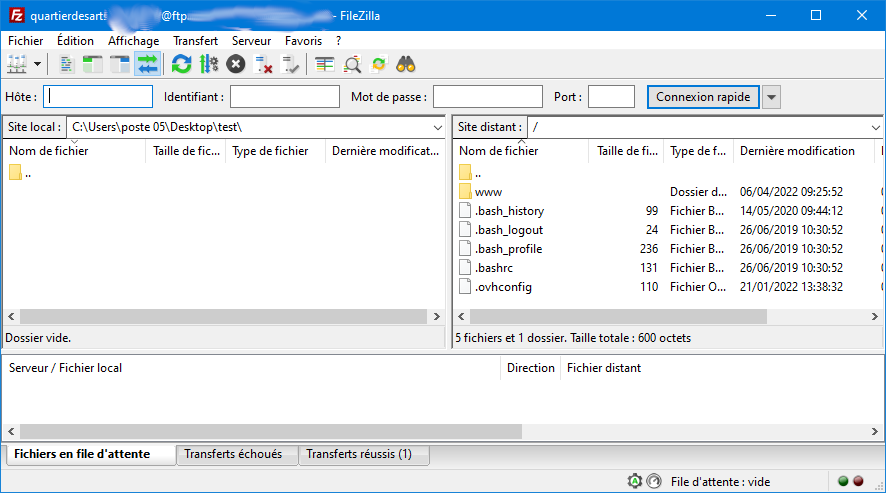 quartierdesart @ftp. - FileZilla
Fichier Édition Affichage Transfert Serveur Favoris ?
Hôte : Identifiant : Mot de passe : Port : Connexion rapide
Site local : C:\Users\poste 05\Desktop\test\
Nom de fichier Taille de fic... Type de fichier Dernière modificat...
..
Dossier vide.
Site distant : /
Nom de fichier Taille de fi... Type de f... Dernière modification
..
www Dossier d... 06/04/2022 09:25:52
.bash_history 99 Fichier B... 14/05/2020 09:44:12
.bash_logout 24 Fichier B... 26/06/2019 10:30:52
.bash_profile 236 Fichier B... 26/06/2019 10:30:52
.bashrc 131 Fichier B... 26/06/2019 10:30:52
.ovhconfig 110 Fichier O... 21/01/2022 13:38:32
5 fichiers et 1 dossier. Taille totale : 600 octets
Serveur / Fichier local Direction Fichier distant
Fichiers en file d'attente Transferts échoués Transferts réussis (1)
File d'attente : vide